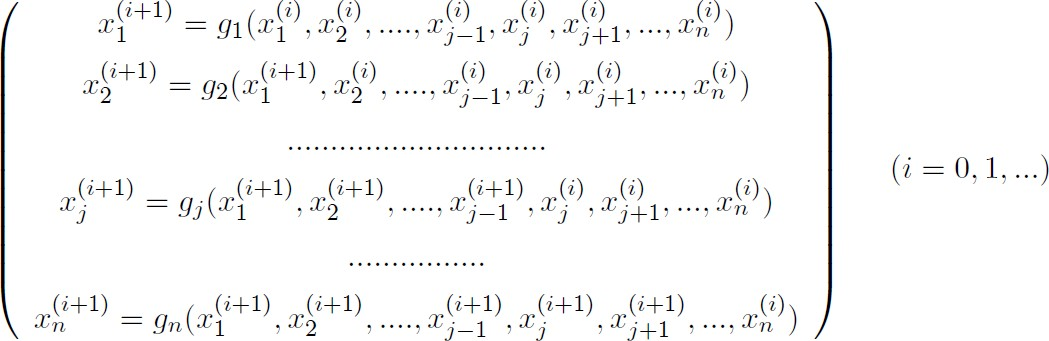 x_1^{(i+1)} = g_1(x_1^{(i)}, x_2^{(i)}, ...., x_{j-1}^{(i)}, x_j^{(i)}, x_{j+1}^{(i)}, ..., x_n^{(i)})
x_2^{(i+1)} = g_2(x_1^{(i+1)}, x_2^{(i)}, ...., x_{j-1}^{(i)}, x_j^{(i)}, x_{j+1}^{(i)}, ..., x_n^{(i)})
..............................
(i = 0, 1, ...)
x_j^{(i+1)} = g_j(x_1^{(i+1)}, x_2^{(i+1)}, ...., x_{j-1}^{(i+1)}, x_j^{(i)}, x_{j+1}^{(i)}, ..., x_n^{(i)})
................
x_n^{(i+1)} = g_n(x_1^{(i+1)}, x_2^{(i+1)}, ...., x_{j-1}^{(i+1)}, x_j^{(i+1)}, x_{j+1}^{(i+1)}, ..., x_n^{(i)})